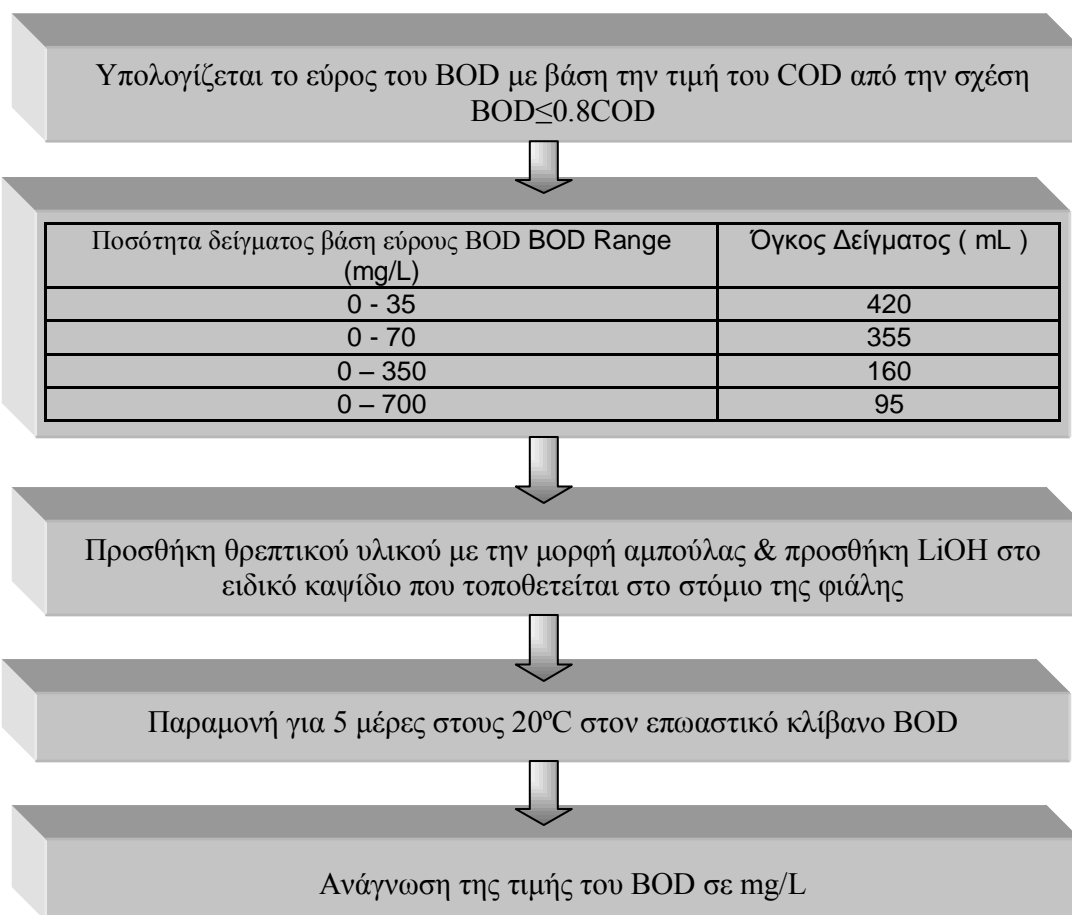 Υπολογίζεται το εύρος του BOD με βάση την τιμή του COD από την σχέση
BOD≤0.8COD
Ποσότητα δείγματος βάση εύρους BOD BOD Range
(mg/L)
Όγκος Δείγματος ( mL )
0 - 35
420
0 - 70
355
0 – 350
160
0 – 700
95
Προσθήκη θρεπτικού υλικού με την μορφή αμπούλας & προσθήκη LiOH στο
ειδικό καψίδιο που τοποθετείται στο στόμιο της φιάλης
Παραμονή για 5 μέρες στους 20ºC στον επωαστικό κλίβανο BOD
Ανάγνωση της τιμής του BOD σε mg/L